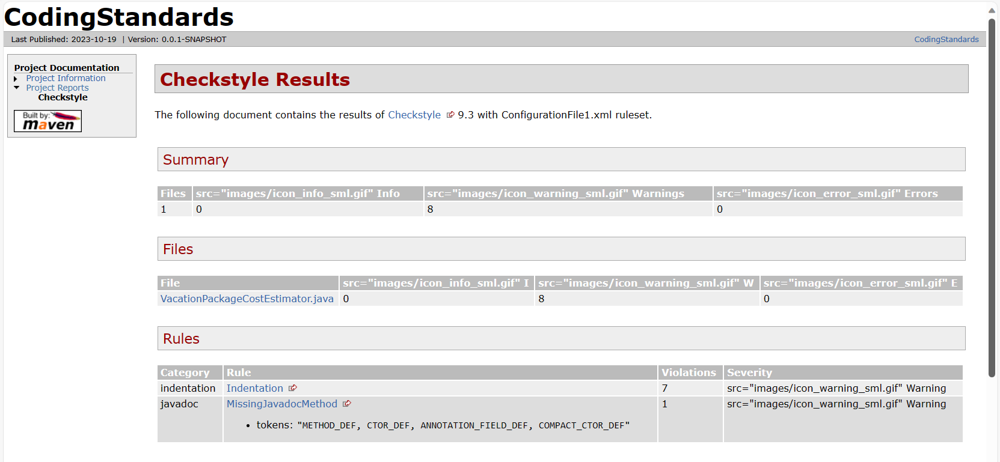 CodingStandards
Last Published: 2023-10-19 | Version: 0.0.1-SNAPSHOT CodingStandards
Project Documentation
Project Information
Project Reports
Checkstyle
Built by:
maven
Checkstyle Results
The following document contains the results of Checkstyle 9.3 with ConfigurationFile1.xml ruleset.
Summary
Files src="images/icon_info_sml.gif" Info src="images/icon_warning_sml.gif" Warnings src="images/icon_error_sml.gif" Errors
1 0 8 0
Files
File src="images/icon_info_sml.gif" I src="images/icon_warning_sml.gif" W src="images/icon_error_sml.gif" E
VacationPackageCostEstimator.java 0 8 0
Rules
Category Rule Violations Severity
indentation Indentation 7 src="images/icon_warning_sml.gif" Warning
javadoc MissingJavadocMethod 1 src="images/icon_warning_sml.gif" Warning
• tokens: "METHOD_DEF, CTOR_DEF, ANNOTATION_FIELD_DEF, COMPACT_CTOR_DEF"